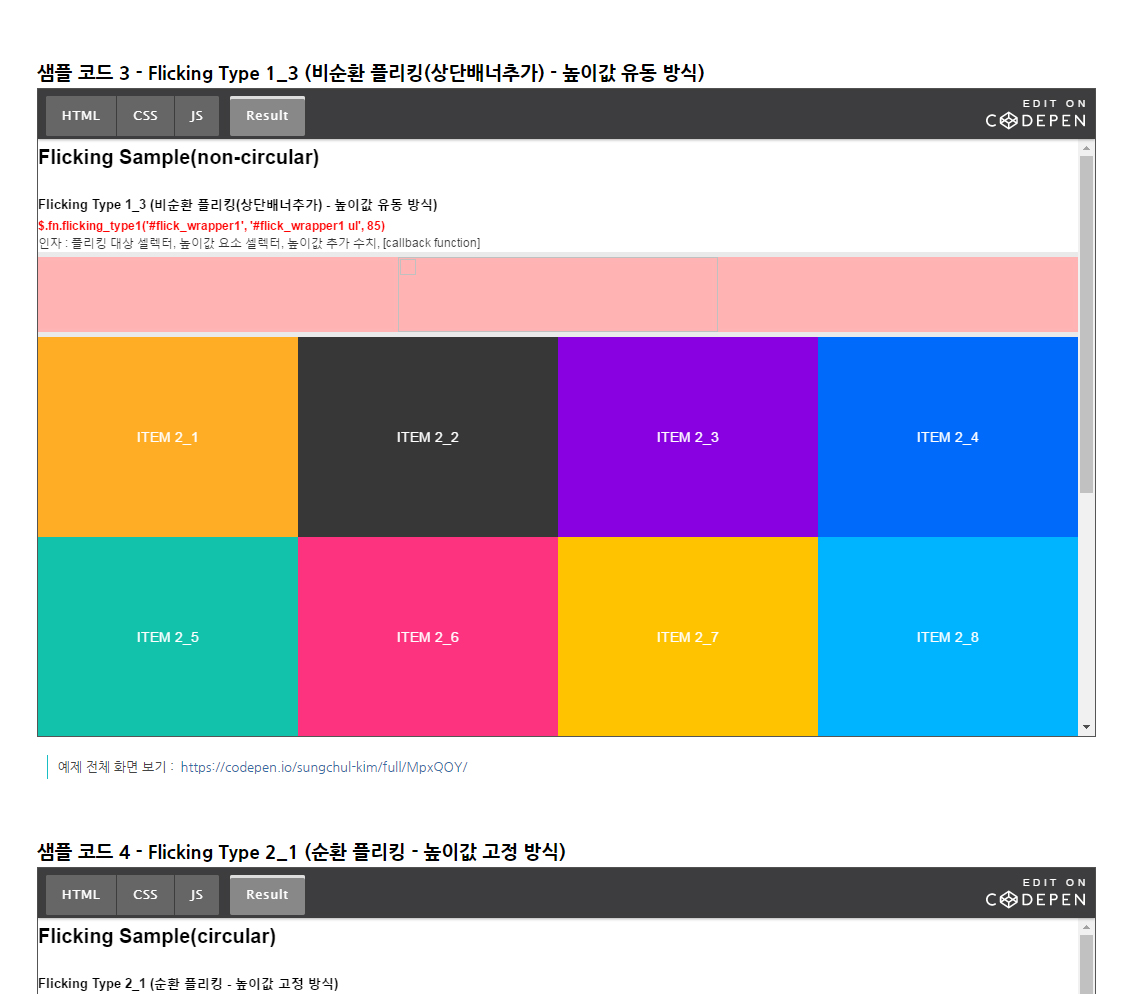 샘플 코드 3 - Flicking Type 1_3 (비순환 플리킹(상단배너추가) - 높이값 유동 방식)
HTML CSS JS Result EDIT ON
CODEPEN
Flicking Sample(non-circular)
Flicking Type 1_3 (비순환 플리킹(상단배너추가) - 높이값 유동 방식)
$.fn.flicking_type1('#flick_wrapper1', '#flick_wrapper1 ul', 85)
인자 : 플리킹 대상 셀렉터, 높이값 요소 셀렉터, 높이값 추가 수치, [callback function]
ITEM 2_1 ITEM 2_2 ITEM 2_3 ITEM 2_4
ITEM 2_5 ITEM 2_6 ITEM 2_7 ITEM 2_8
예제 전체 화면 보기 : https://codepen.io/sungchul-kim/full/MpxQOY/
샘플 코드 4 - Flicking Type 2_1 (순환 플리킹 - 높이값 고정 방식)
HTML CSS JS Result EDIT ON
CODEPEN
Flicking Sample(circular)
Flicking Type 2_1 (순환 플리킹 - 높이값 고정 방식)